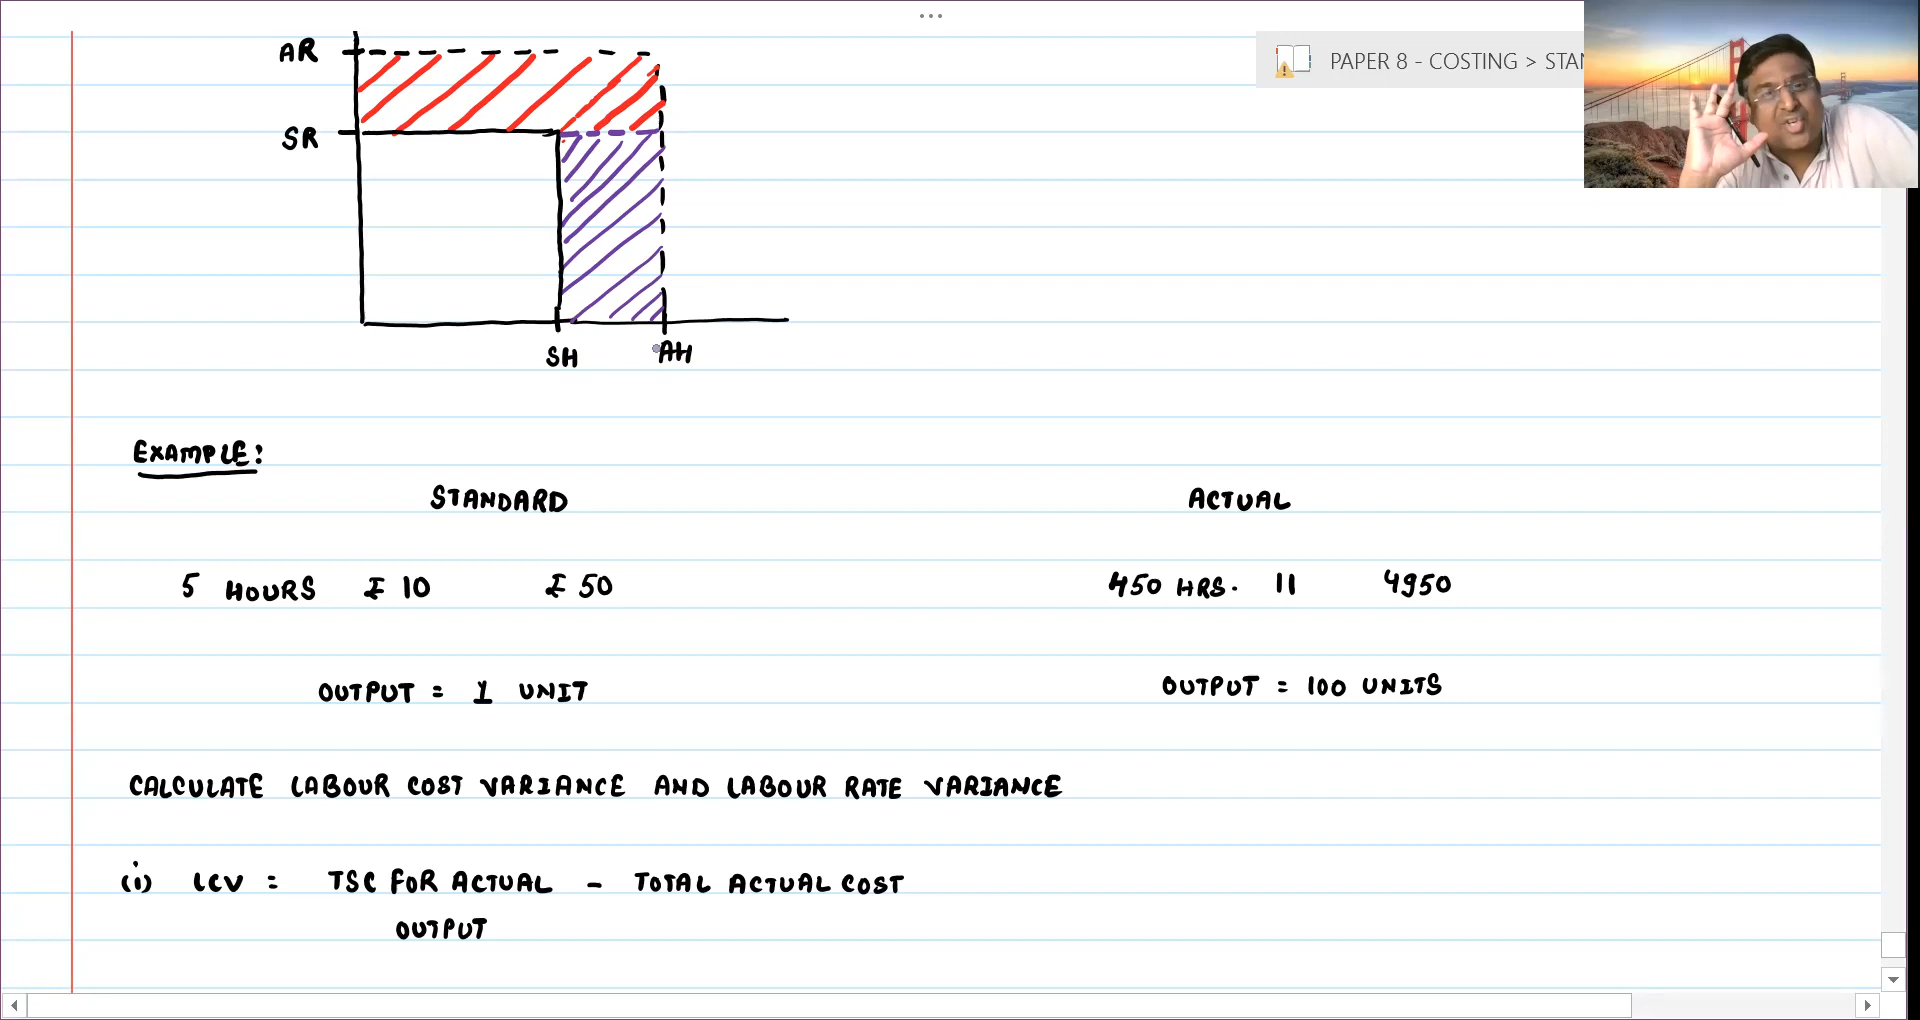 AR
PAPER 8 - COSTING > STAN
SR
SH AH
EXAMPLE:
STANDARD ACTUAL
5 HOURS I 10 I 50 450 HRS. 11 4950
OUTPUT = 1 UNIT OUTPUT = 100 UNITS
CALCULATE LABOUR COST VARIANCE AND LABOUR RATE VARIANCE
(i) LCV = TSC FOR ACTUAL - TOTAL ACTUAL COST
OUTPUT